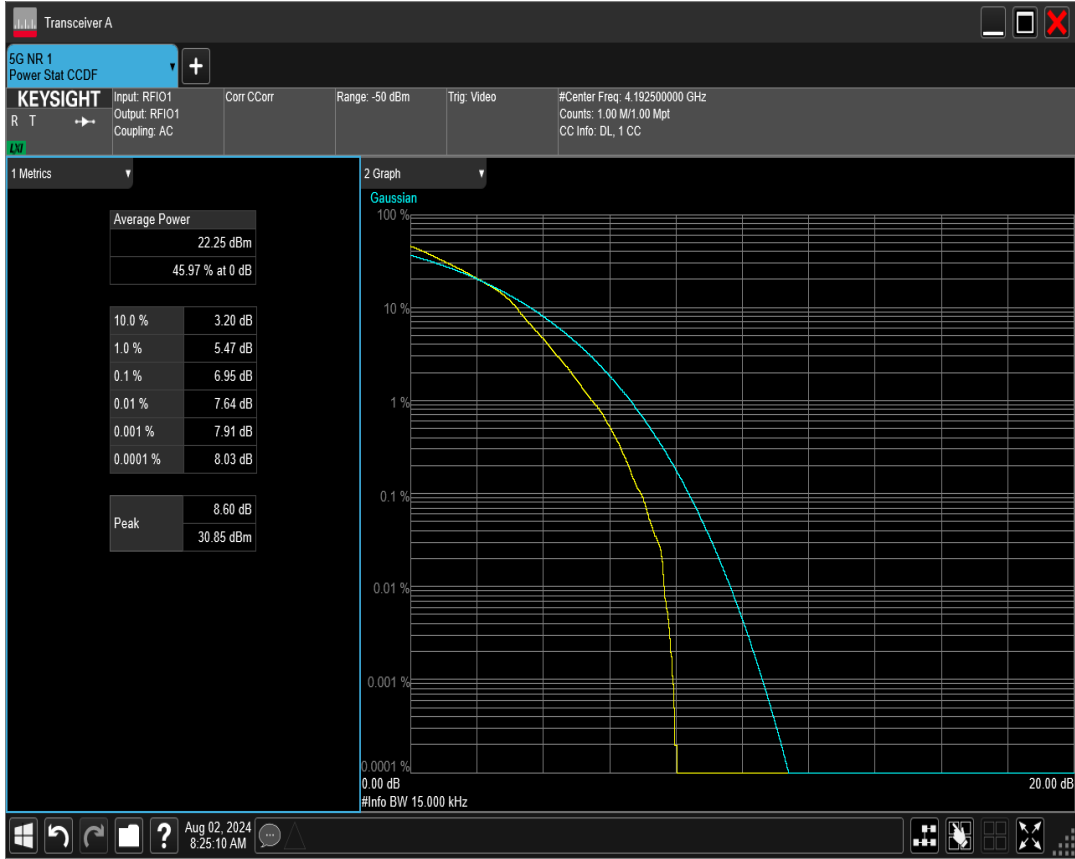 Transceiver A
5G NR 1
Power Stat CCDF
KEYSIGHT
R T
LXI
Input: RFIO1
Output: RFIO1
Coupling: AC
Corr CCorr
Range: -50 dBm
Trig: Video
#Center Freq: 4.192500000 GHz
Counts: 1.00 M/1.00 Mpt
CC Info: DL, 1 CC
1 Metrics
Average Power
22.25 dBm
45.97 % at 0 dB
10.0 % 3.20 dB
1.0 % 5.47 dB
0.1 % 6.95 dB
0.01 % 7.64 dB
0.001 % 7.91 dB
0.0001 % 8.03 dB
Peak
8.60 dB
30.85 dBm
2 Graph
Gaussian
100 %
10 %
1 %
0.1 %
0.01 %
0.001 %
0.0001 %
0.00 dB 20.00 dB
#Info BW 15.000 kHz
?
Aug 02, 2024
8:25:10 AM